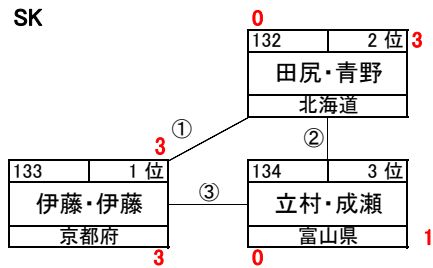 SK
0
132 2 位 3
田尻・青野
北海道
①
②
3
133 1 位
伊藤・伊藤
京都府
3
③
134 3 位
立村・成瀬
富山県
0
1